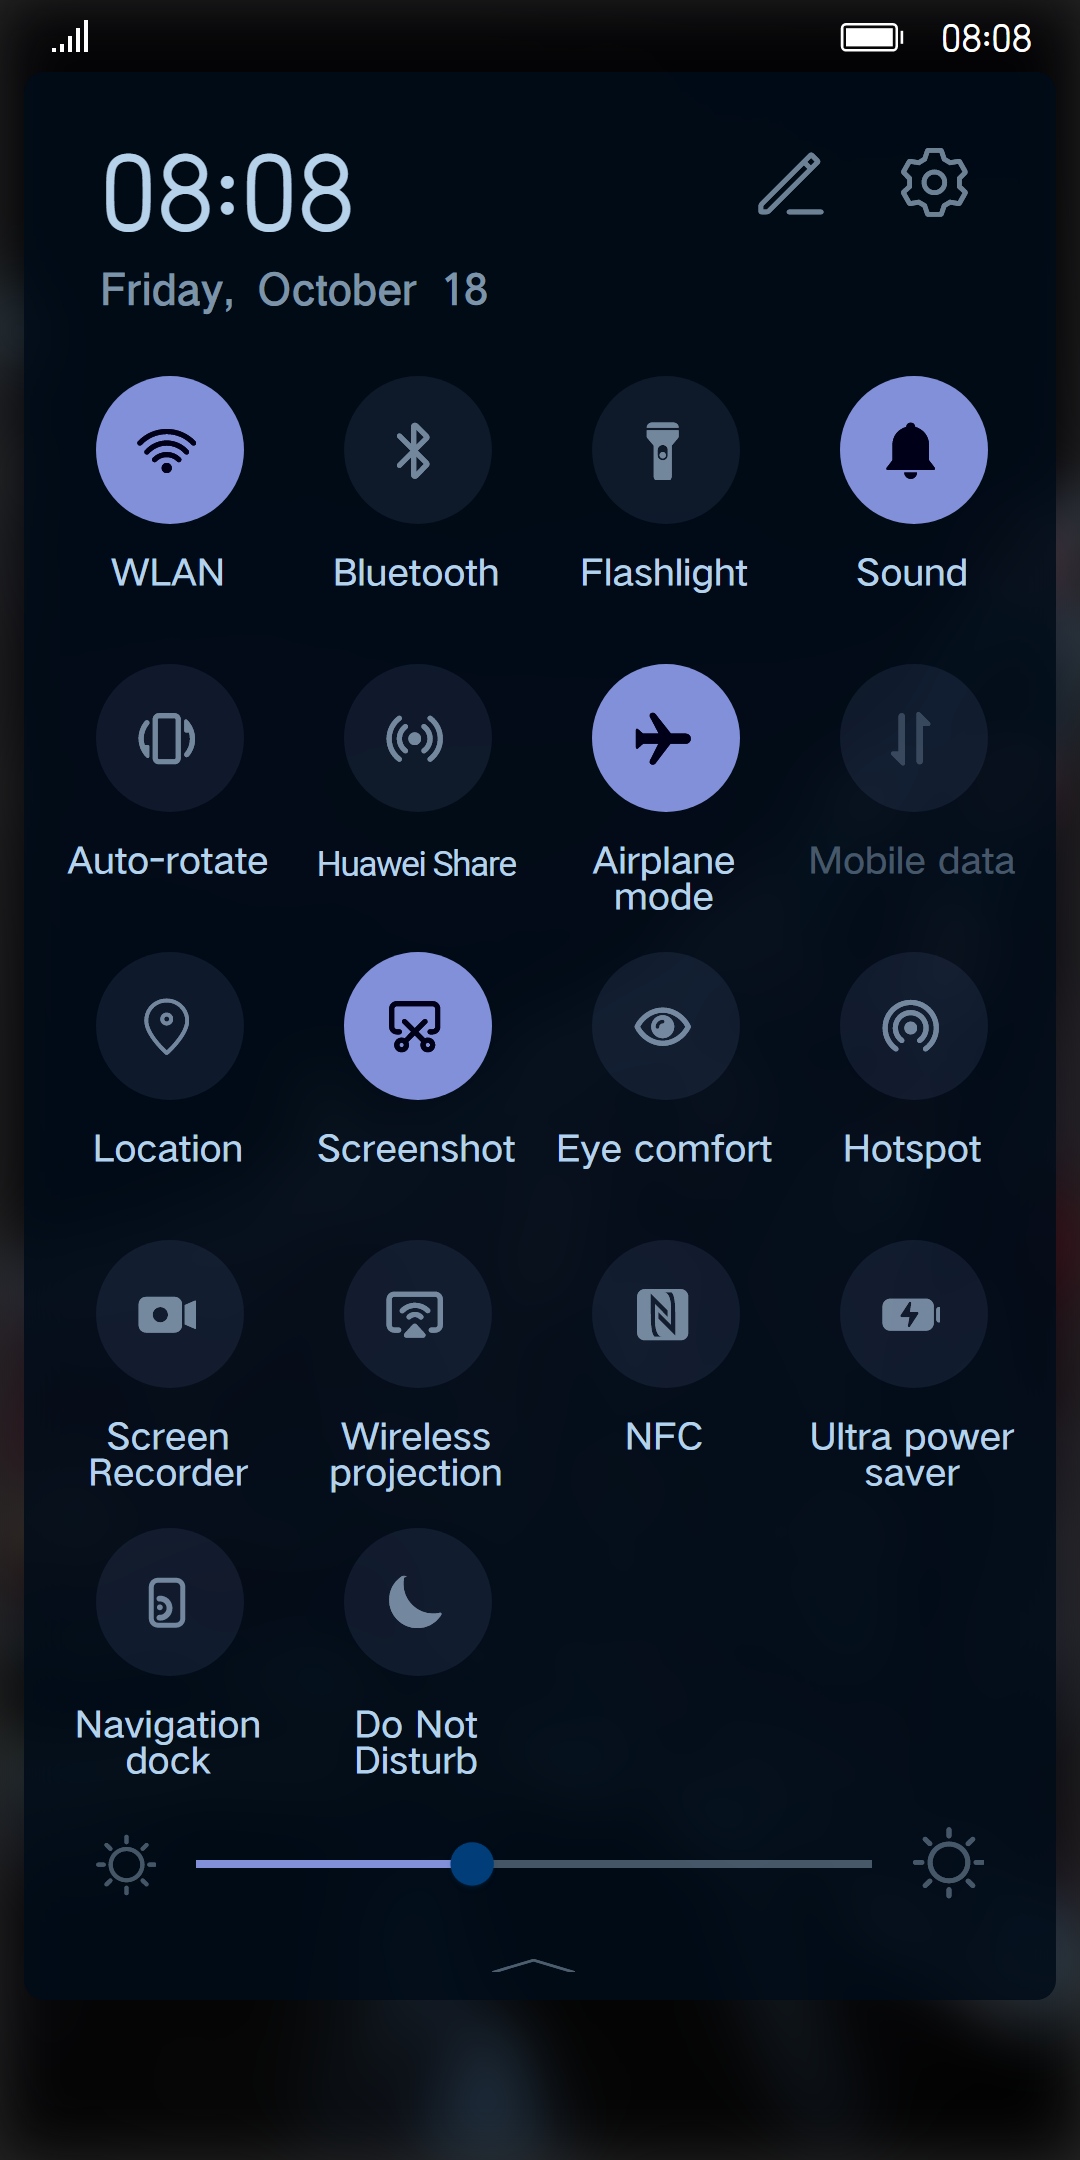 08:08
08:08
Friday, October 18
WLAN
Bluetooth
Flashlight
Sound
Auto-rotate
Huawei Share
Airplane
mode
Mobile data
Location
Screenshot
Eye comfort
Hotspot
Screen
Recorder
Wireless
projection
NFC
Ultra power
saver
Navigation
dock
Do Not
Disturb